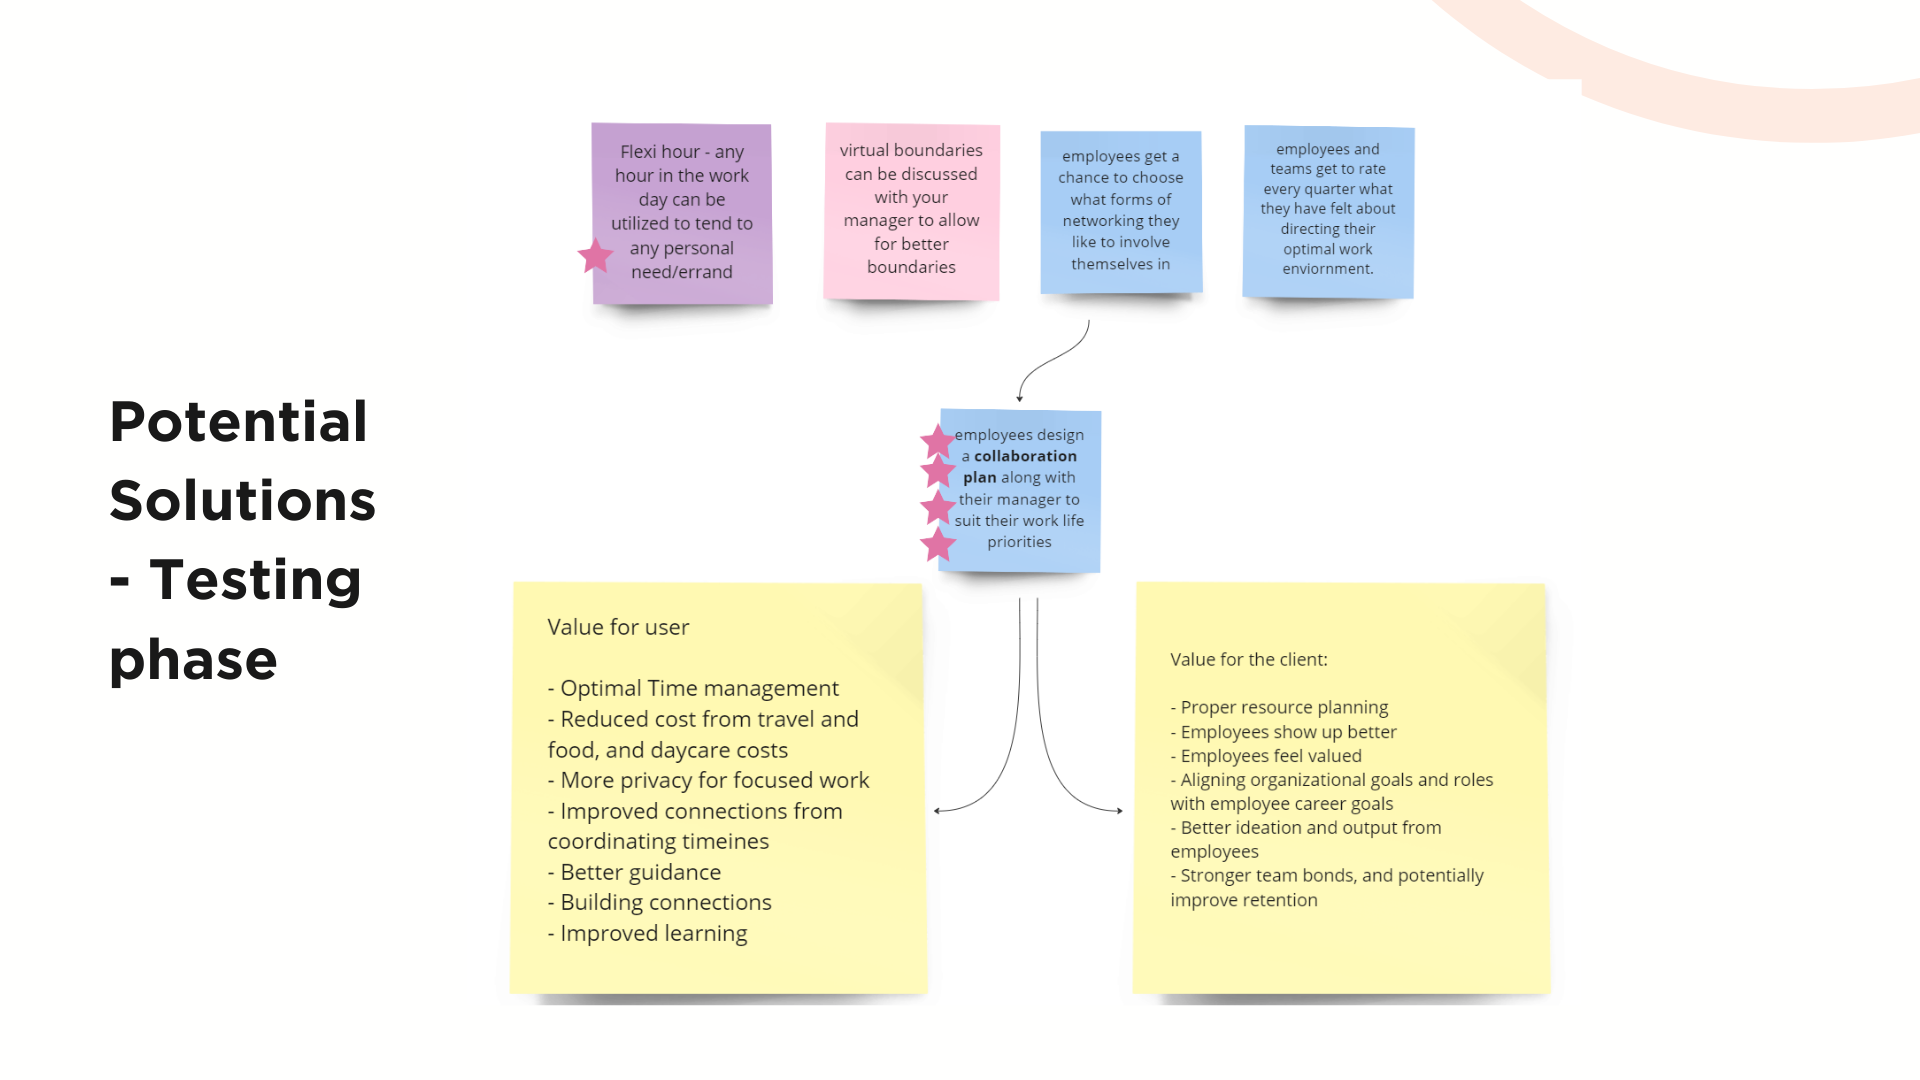 Potential
Solutions
- Testing
phase
Flexi hour - any
hour in the work
day can be
utilized to tend to
any personal
need/errand
virtual boundaries
can be discussed
with your
manager to allow
for better
boundaries
employees get a
chance to choose
what forms of
networking they
like to involve
themselves in
employees and
teams get to rate
every quarter what
they have felt about
directing their
optimal work
enviornment.
employees design
a collaboration
plan along with
their manager to
suit their work life
priorities
Value for user
- Optimal Time management
- Reduced cost from travel and
food, and daycare costs
- More privacy for focused work
- Improved connections from
coordinating timeines
- Better guidance
- Building connections
- Improved learning
Value for the client:
- Proper resource planning
- Employees show up better
- Employees feel valued
- Aligning organizational goals and roles
with employee career goals
- Better ideation and output from
employees
- Stronger team bonds, and potentially
improve retention